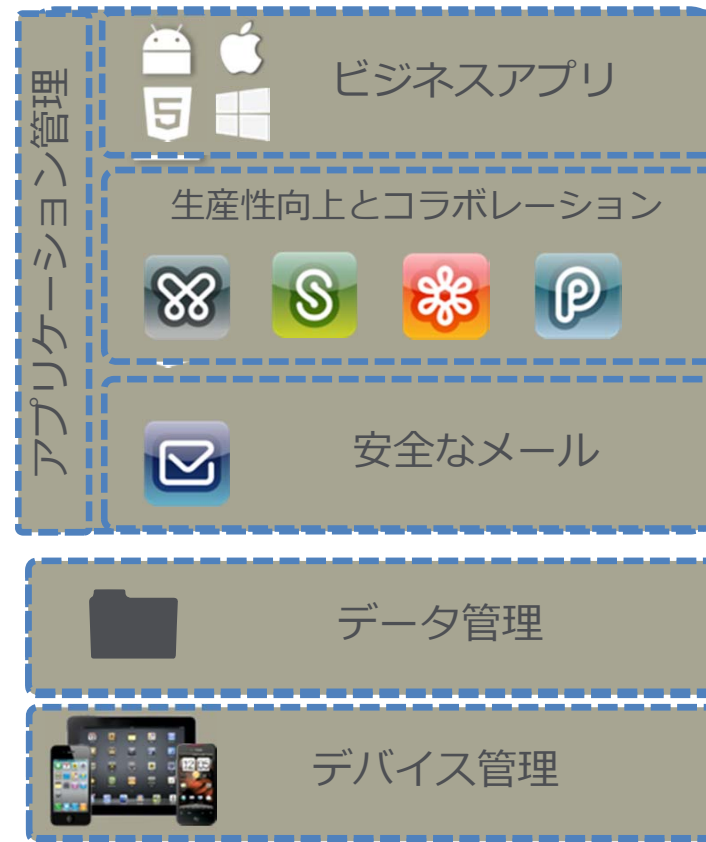 アプリケーション管理
ビジネスアプリ
生産性向上とコラボレーション
安全なメール
データ管理
デバイス管理